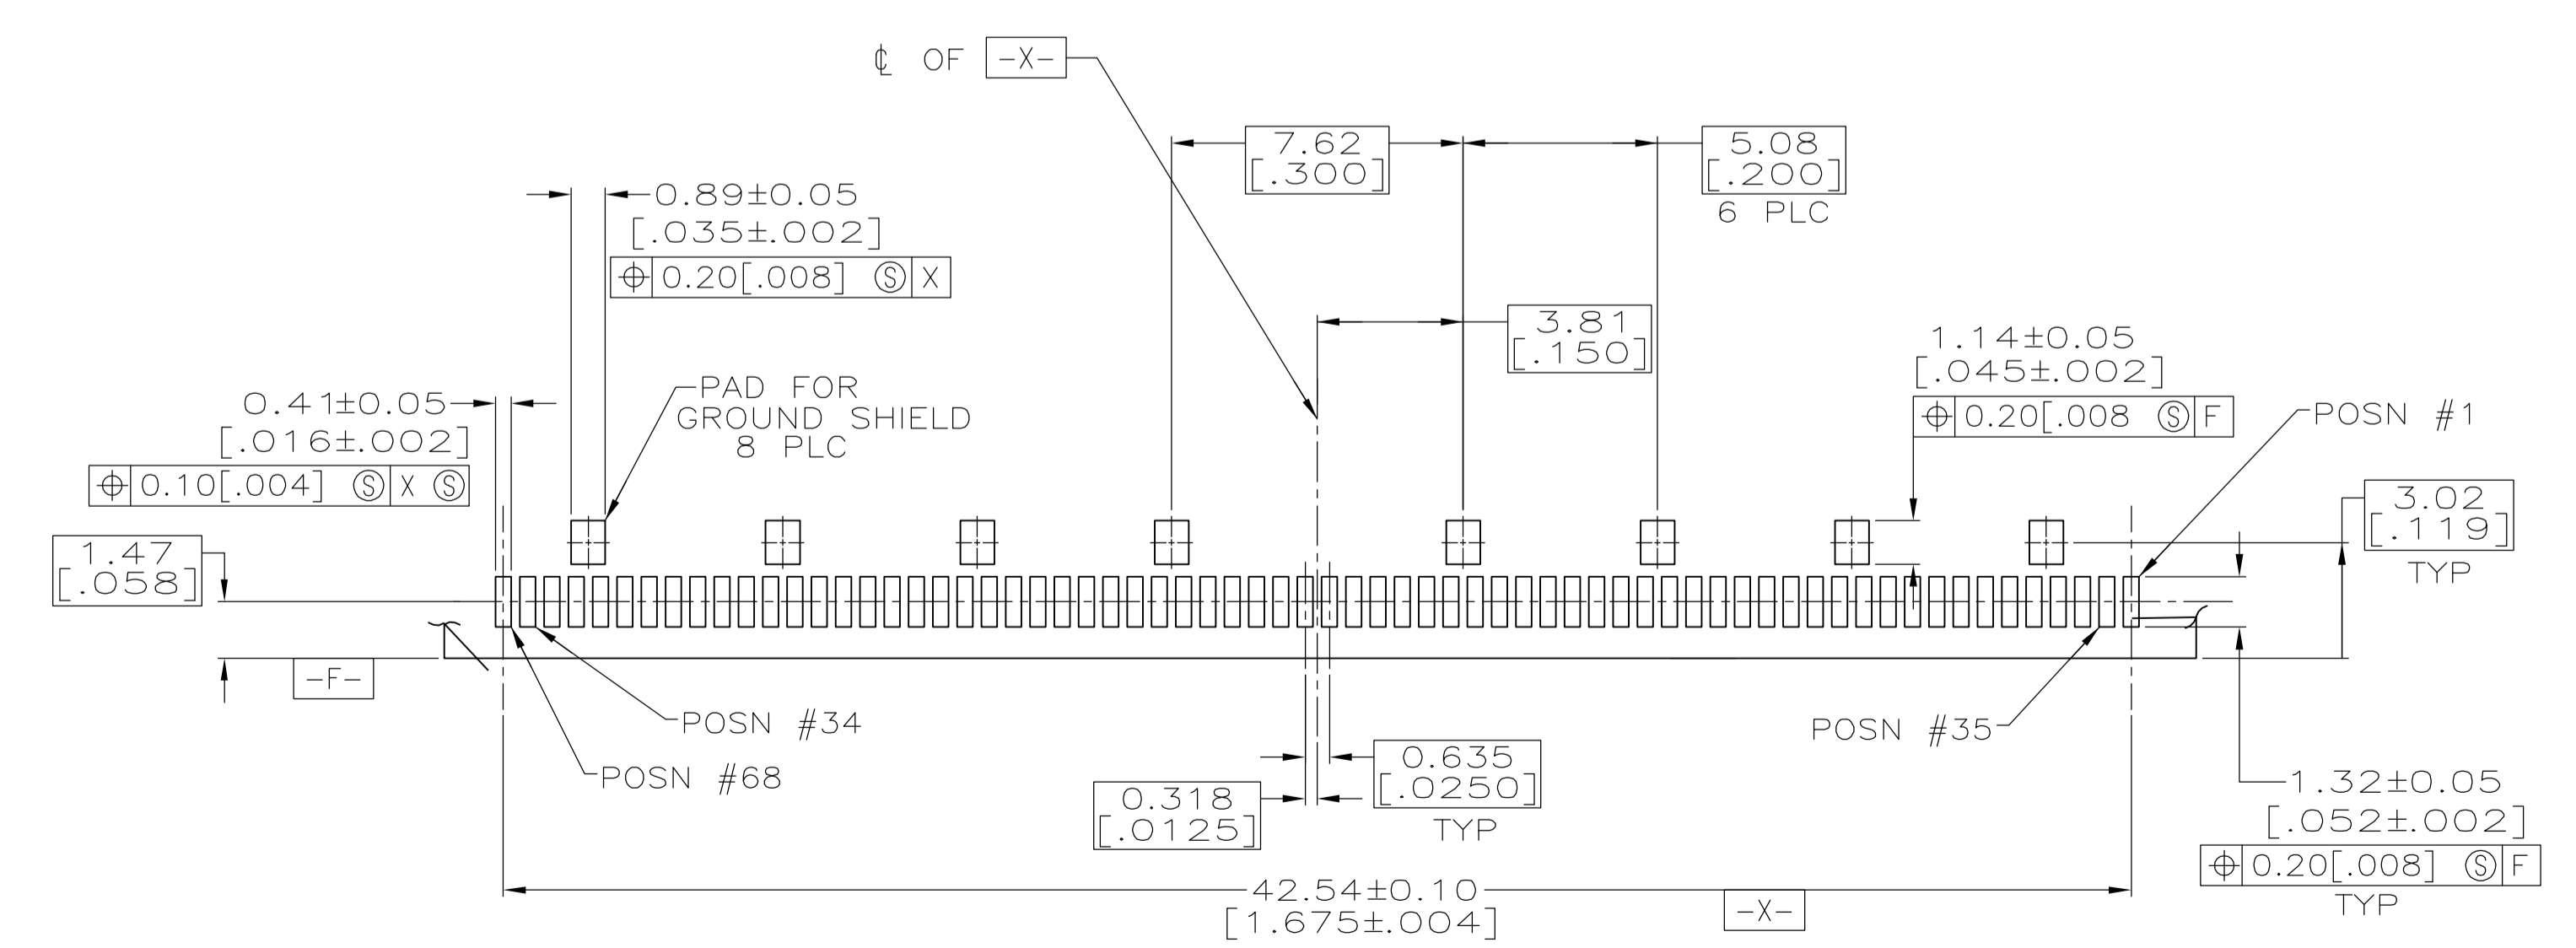 ℄ OF -X-
7.62
[.300]
5.08
[.200]
6 PLC
0.89±0.05
[.035±.002]
⌖ 0.20[.008] Ⓢ X
3.81
[.150]
1.14±0.05
[.045±.002]
⌖ 0.20[.008 Ⓢ F
PAD FOR
GROUND SHIELD
8 PLC
0.41±0.05
[.016±.002]
⌖ 0.10[.004] Ⓢ X Ⓢ
POSN #1
3.02
[.119]
TYP
1.47
[.058]
-F-
POSN #34
POSN #68
POSN #35
0.635
[.0250]
TYP
0.318
[.0125]
1.32±0.05
[.052±.002]
⌖ 0.20[.008] Ⓢ F
TYP
42.54±0.10
[1.675±.004]
-X-